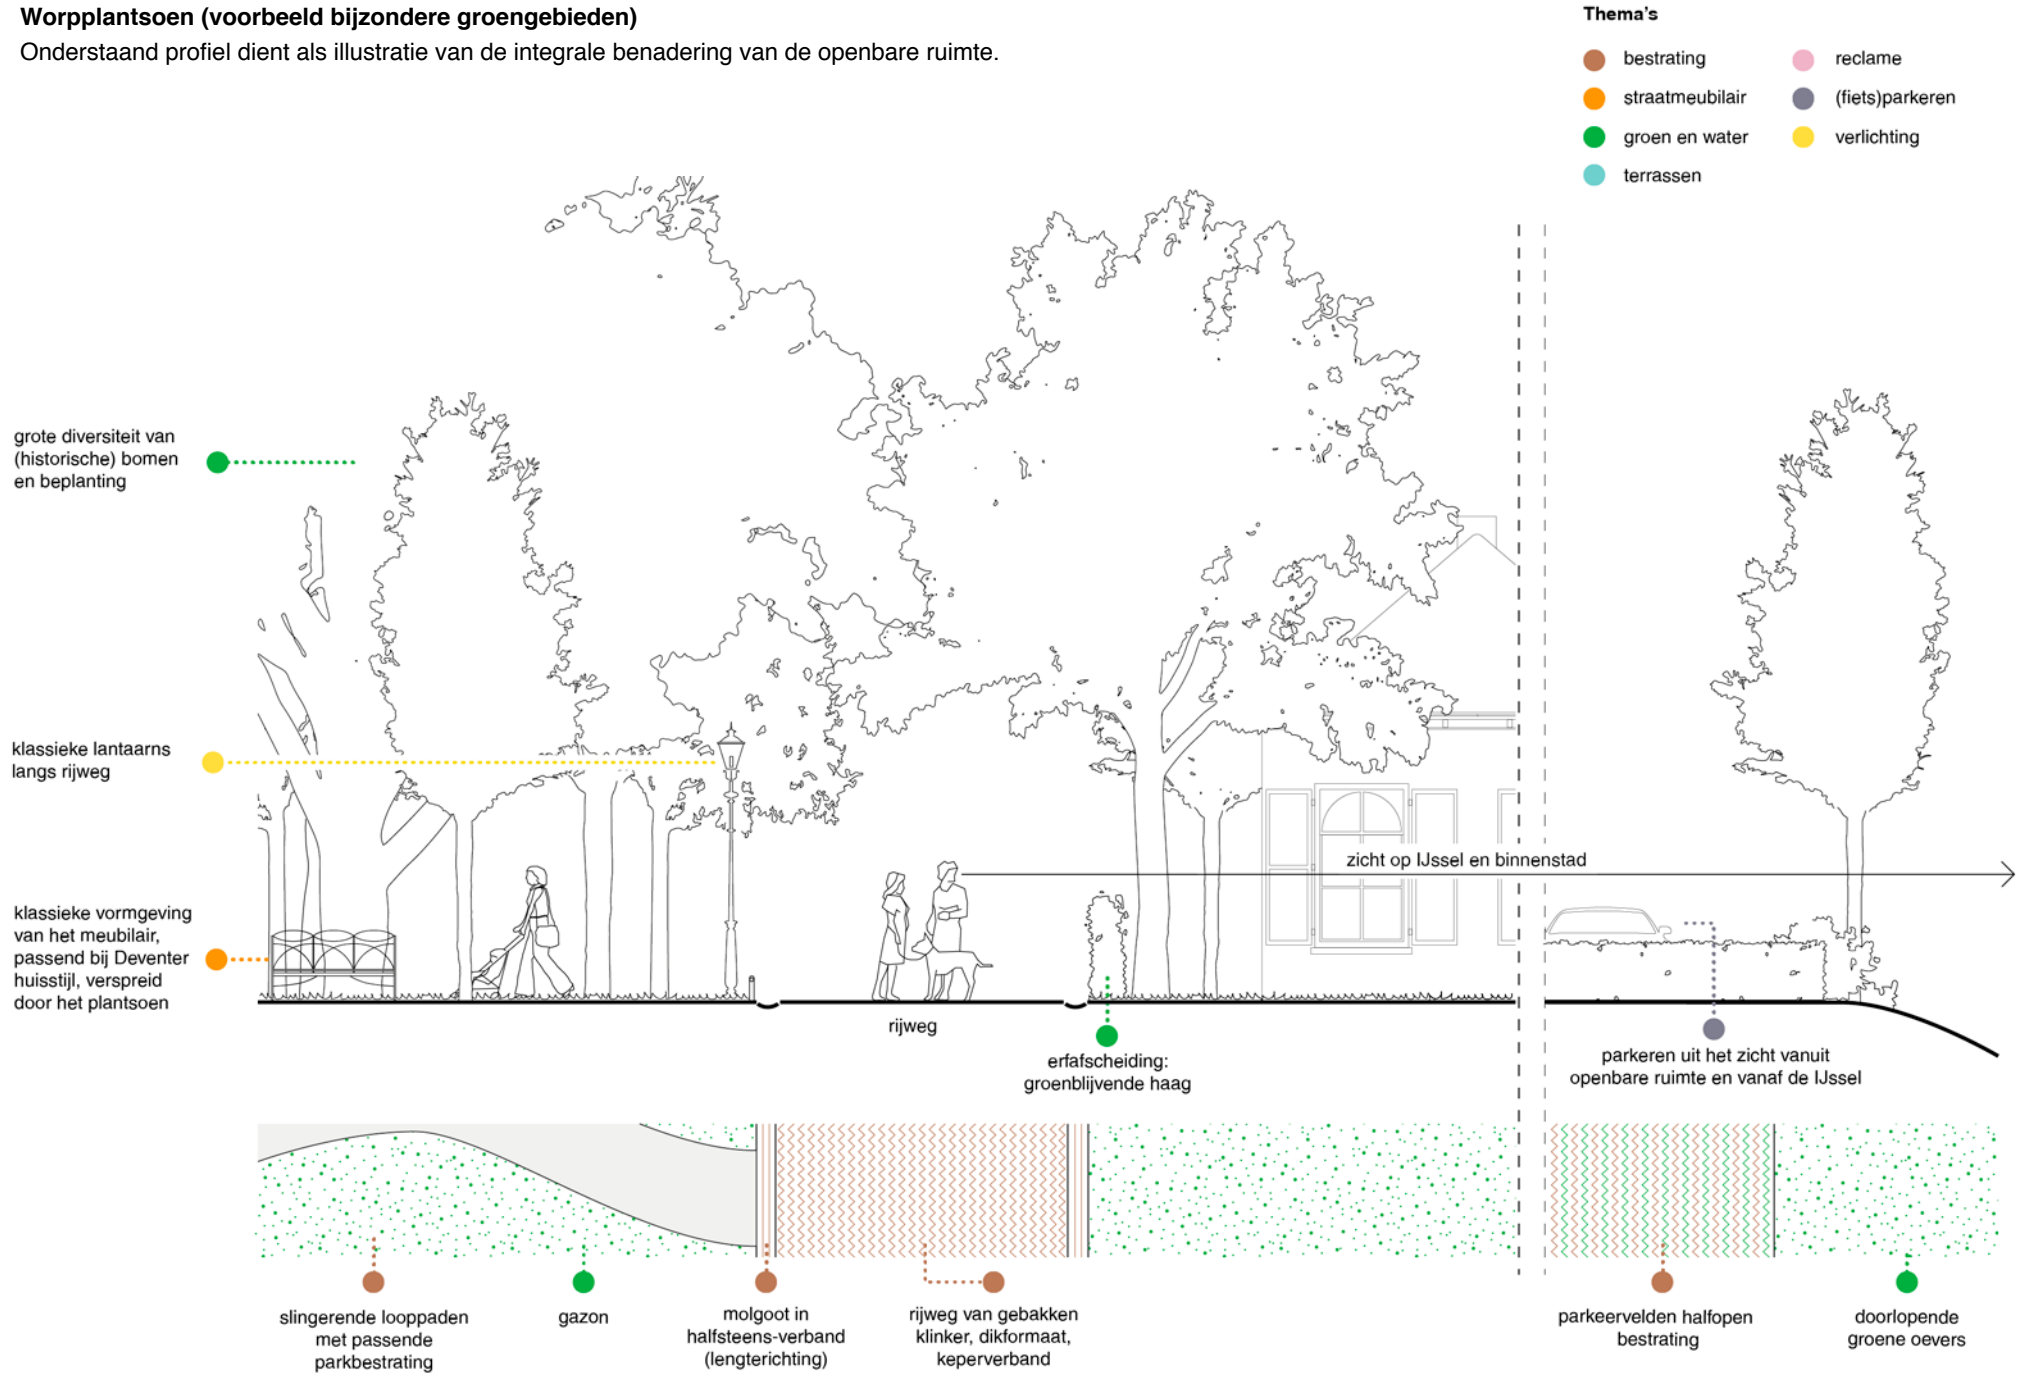 Worpplantsoen (voorbeeld bijzondere groengebieden)
Onderstaand profiel dient als illustratie van de integrale benadering van de openbare ruimte.
Thema's
bestrating
straatmeubilair
groen en water
terrassen
reclame
(fiets)parkeren
verlichting
grote diversiteit van
(historische) bomen
en beplanting
klassieke lantaarns
langs rijweg
klassieke vormgeving
van het meubilair,
passend bij Deventer
huisstijl, verspreid
door het plantsoen
zicht op IJssel en binnenstad
rijweg
erfafscheiding:
groenblijvende haag
parkeren uit het zicht vanuit
openbare ruimte en vanaf de IJssel
slingerende looppaden
met passende
parkbestrating
gazon
molgoot in
halfsteens-verband
(lengterichting)
rijweg van gebakken
klinker, dikformaat,
keperverband
parkeervelden halfopen
bestrating
doorlopende
groene oevers